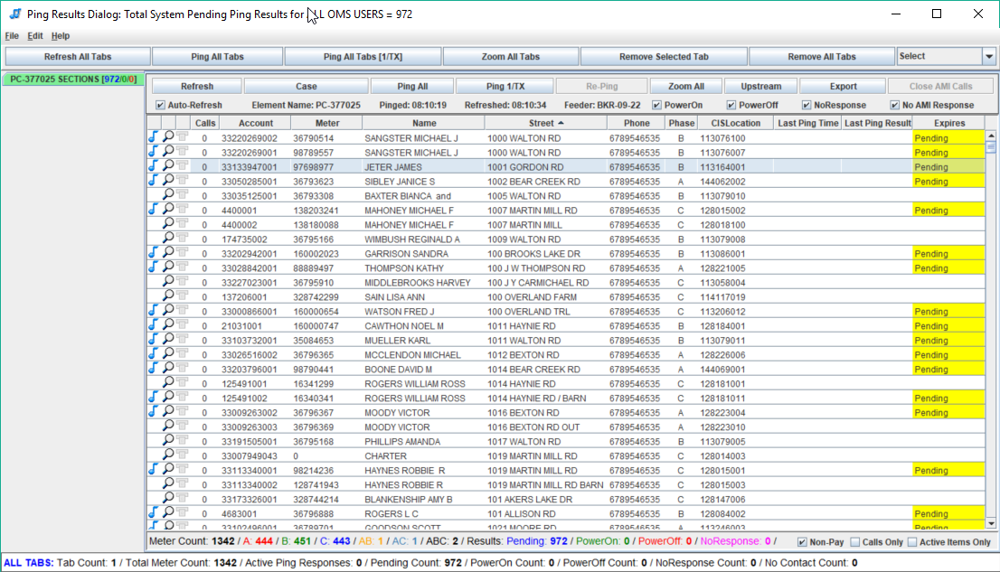 Ping Results Dialog: Total System Pending Ping Results for ALL OMS USERS = 972
File Edit Help
Refresh All Tabs Ping All Tabs Ping All Tabs [1/TX] Zoom All Tabs Remove Selected Tab Remove All Tabs Select
PC-377025 SECTIONS [972/0/0]
Refresh Case Ping All Ping 1/TX Re-Ping Zoom All Upstream Export Close AMI Calls
Auto-Refresh Element Name: PC-377025 Pinged: 08:10:19 Refreshed: 08:10:34 Feeder: BKR-09-22 PowerOn PowerOff NoResponse No AMI Response
Calls Account Meter Name Street Phone Phase CISLocation Last Ping Time Last Ping Result Expires
0 33220269002 36790514 SANGSTER MICHAEL J 1000 WALTON RD 6789546535 B 113076100 Pending
0 33220269001 98789557 SANGSTER MICHAEL J 1000 WALTON RD 6789546535 B 113076007 Pending
0 33133947001 97698977 JETER JAMES 1001 GORDON RD 6789546535 B 113164001 Pending
0 33050285001 36793623 SIBLEY JANICE S 1002 BEAR CREEK RD 6789546535 A 144062002 Pending
0 33035125001 36793308 BAXTER BIANCA and 1005 WALTON RD 6789546535 B 113079010
0 4400001 138203241 MAHONEY MICHAEL F 1007 MARTIN MILL RD 6789546535 C 128015002 Pending
0 4400002 138180088 MAHONEY MICHAEL F 1007 MARTIN MILL 6789546535 C 128018100
0 174735002 36795166 WIMBUSH REGINALD A 1009 WALTON RD 6789546535 B 113079008
0 33202942001 160002023 GARRISON SANDRA 100 BROOKS LAKE DR 6789546535 B 113086001 Pending
0 33028842001 88889497 THOMPSON KATHY 100 J W THOMPSON RD 6789546535 A 128221005 Pending
0 33227023001 36795910 MIDDLEBROOKS HARVEY 100 J Y CARMICHAEL RD 6789546535 C 113058004
0 137206001 328742299 SAIN LISA ANN 100 OVERLAND FARM 6789546535 C 114117019
0 33000866001 160000654 WATSON FRED J 100 OVERLAND TRL 6789546535 C 113206012 Pending
0 21031001 160000747 CAWTHON NOEL M 1011 HAYNIE RD 6789546535 B 128184001 Pending
0 33103732001 35084653 MUELLER KARL 1011 WALTON RD 6789546535 B 113079011 Pending
0 33026516002 36796365 MCCLENDON MICHAEL 1012 BEXTON RD 6789546535 A 128226006 Pending
0 33203796001 98790441 BOONE DAVID M 1014 BEAR CREEK RD 6789546535 A 144069001 Pending
0 125491001 16341299 ROGERS WILLIAM ROSS 1014 HAYNIE RD 6789546535 C 128181001
0 125491002 16340341 ROGERS WILLIAM ROSS 1014 HAYNIE RD / BARN 6789546535 C 128181011 Pending
0 33009263002 36796367 MOODY VICTOR 1016 BEXTON RD 6789546535 A 128223004 Pending
0 33009263003 36796369 MOODY VICTOR 1016 BEXTON RD OUT 6789546535 A 128223010
0 33191505001 36795168 PHILLIPS AMANDA 1017 WALTON RD 6789546535 B 113079005
0 33007949043 0 CHARTER 1019 MARTIN MILL RD 6789546535 C 128014003
0 33113340001 98214236 HAYNES ROBBIE R 1019 MARTIN MILL RD 6789546535 C 128015001 Pending
0 33113340002 128741943 HAYNES ROBBIE R 1019 MARTIN MILL RD BARN 6789546535 C 128015003
0 33173326001 328744214 BLANKENSHIP AMY B 101 AKERS LAKE DR 6789546535 C 128147006
0 4683001 36796888 ROGERS L C 101 ALLISON RD 6789546535 B 128084002 Pending
0 33102496001 36789701 GOODSON SCOTT 1021 MOORE RD 6789546535 A 113246003 Pending
Meter Count: 1342 / A: 444 / B: 451 / C: 443 / AB: 1 / AC: 1 / ABC: 2 / Results: Pending: 972 / PowerOn: 0 / PowerOff: 0 / NoResponse: 0 / Non-Pay Calls Only Active Items Only
ALL TABS: Tab Count: 1 / Total Meter Count: 1342 / Active Ping Responses: 0 / Pending Count: 972 / PowerOn Count: 0 / PowerOff Count: 0 / NoResponse Count: 0 / No Contact Count: 0